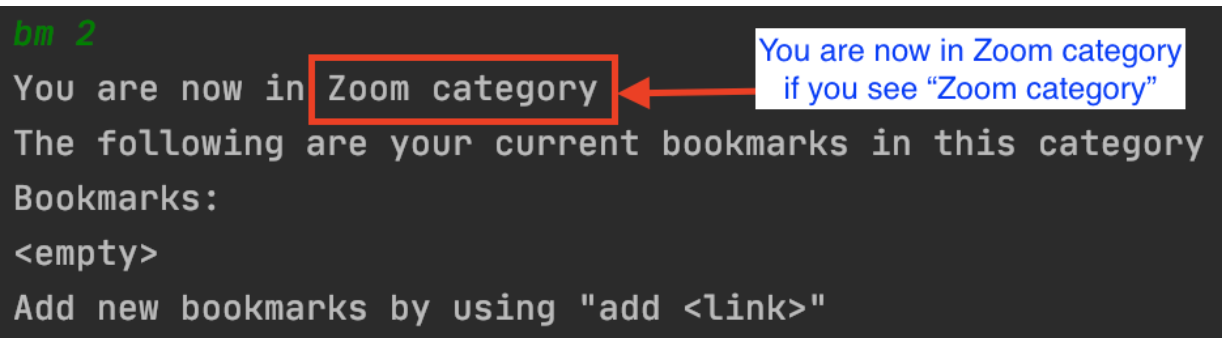 bm 2
You are now in Zoom category
You are now in Zoom category
if you see “Zoom category”
The following are your current bookmarks in this category
Bookmarks:
<empty>
Add new bookmarks by using "add <link>"